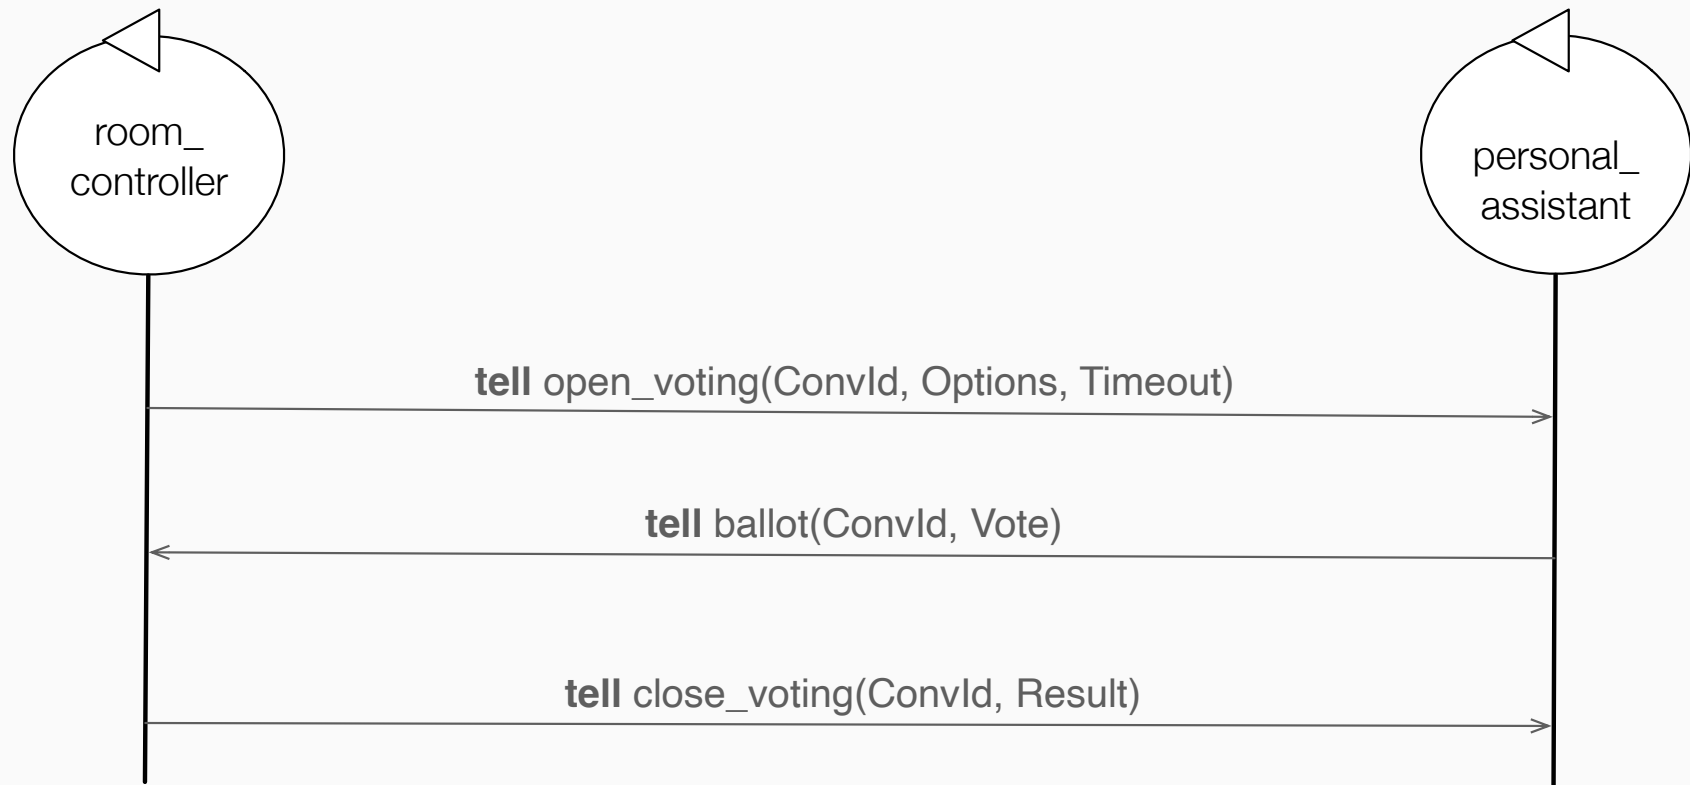 room_
controller
personal_
assistant
tell open_voting(ConvId, Options, Timeout)
tell ballot(ConvId, Vote)
tell close_voting(ConvId, Result)